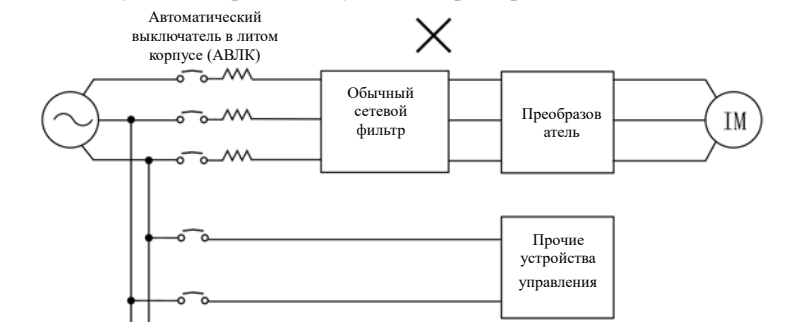 Автоматический
выключатель в литом
корпусе (АВЛК)
Обычный
сетевой
фильтр
Преобразов
атель
IM
Прочие
устройства
управления